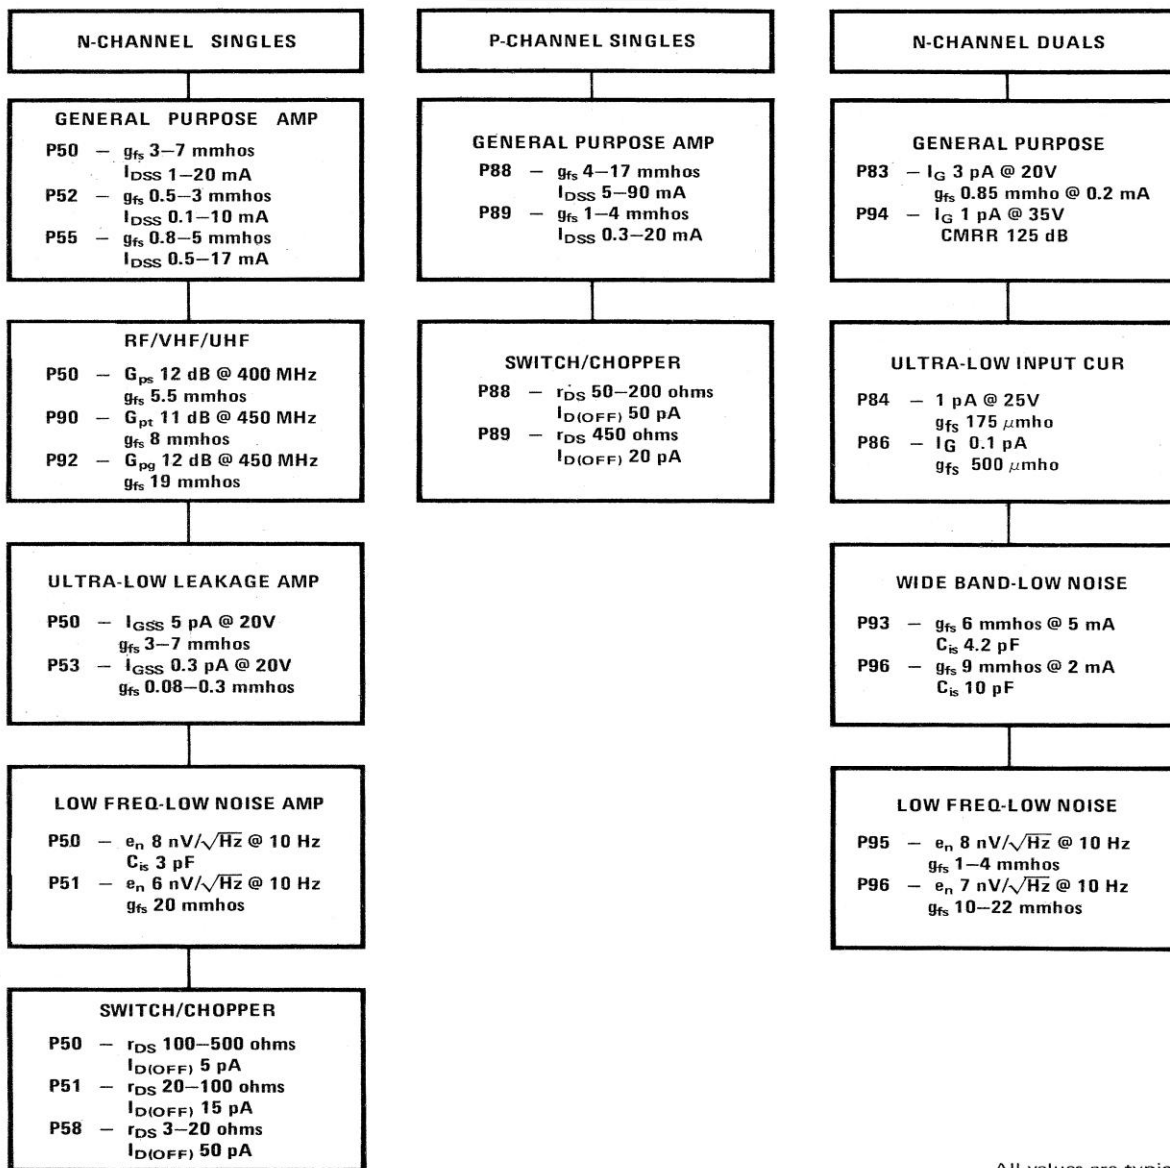 N-CHANNEL SINGLES
GENERAL PURPOSE AMP
P50 – gfs 3–7 mmhos
IDSS 1–20 mA
P52 – gfs 0.5–3 mmhos
IDSS 0.1–10 mA
P55 – gfs 0.8–5 mmhos
IDSS 0.5–17 mA
RF/VHF/UHF
P50 – Gps 12 dB @ 400 MHz
gfs 5.5 mmhos
P90 – Gpt 11 dB @ 450 MHz
gfs 8 mmhos
P92 – Gpg 12 dB @ 450 MHz
gfs 19 mmhos
ULTRA-LOW LEAKAGE AMP
P50 – IGSS 5 pA @ 20V
gfs 3–7 mmhos
P53 – IGSS 0.3 pA @ 20V
gfs 0.08–0.3 mmhos
LOW FREQ-LOW NOISE AMP
P50 – en 8 nV/√Hz @ 10 Hz
Cis 3 pF
P51 – en 6 nV/√Hz @ 10 Hz
gfs 20 mmhos
SWITCH/CHOPPER
P50 – rDS 100–500 ohms
ID(OFF) 5 pA
P51 – rDS 20–100 ohms
ID(OFF) 15 pA
P58 – rDS 3–20 ohms
ID(OFF) 50 pA
P-CHANNEL SINGLES
GENERAL PURPOSE AMP
P88 – gfs 4–17 mmhos
IDSS 5–90 mA
P89 – gfs 1–4 mmhos
IDSS 0.3–20 mA
SWITCH/CHOPPER
P88 – rDS 50–200 ohms
ID(OFF) 50 pA
P89 – rDS 450 ohms
ID(OFF) 20 pA
N-CHANNEL DUALS
GENERAL PURPOSE
P83 – IG 3 pA @ 20V
gfs 0.85 mmho @ 0.2 mA
P94 – IG 1 pA @ 35V
CMRR 125 dB
ULTRA-LOW INPUT CUR
P84 – 1 pA @ 25V
gfs 175 μmho
P86 – IG 0.1 pA
gfs 500 μmho
WIDE BAND-LOW NOISE
P93 – gfs 6 mmhos @ 5 mA
Cis 4.2 pF
P96 – gfs 9 mmhos @ 2 mA
Cis 10 pF
LOW FREQ-LOW NOISE
P95 – en 8 nV/√Hz @ 10 Hz
gfs 1–4 mmhos
P96 – en 7 nV/√Hz @ 10 Hz
gfs 10–22 mmhos
All values are